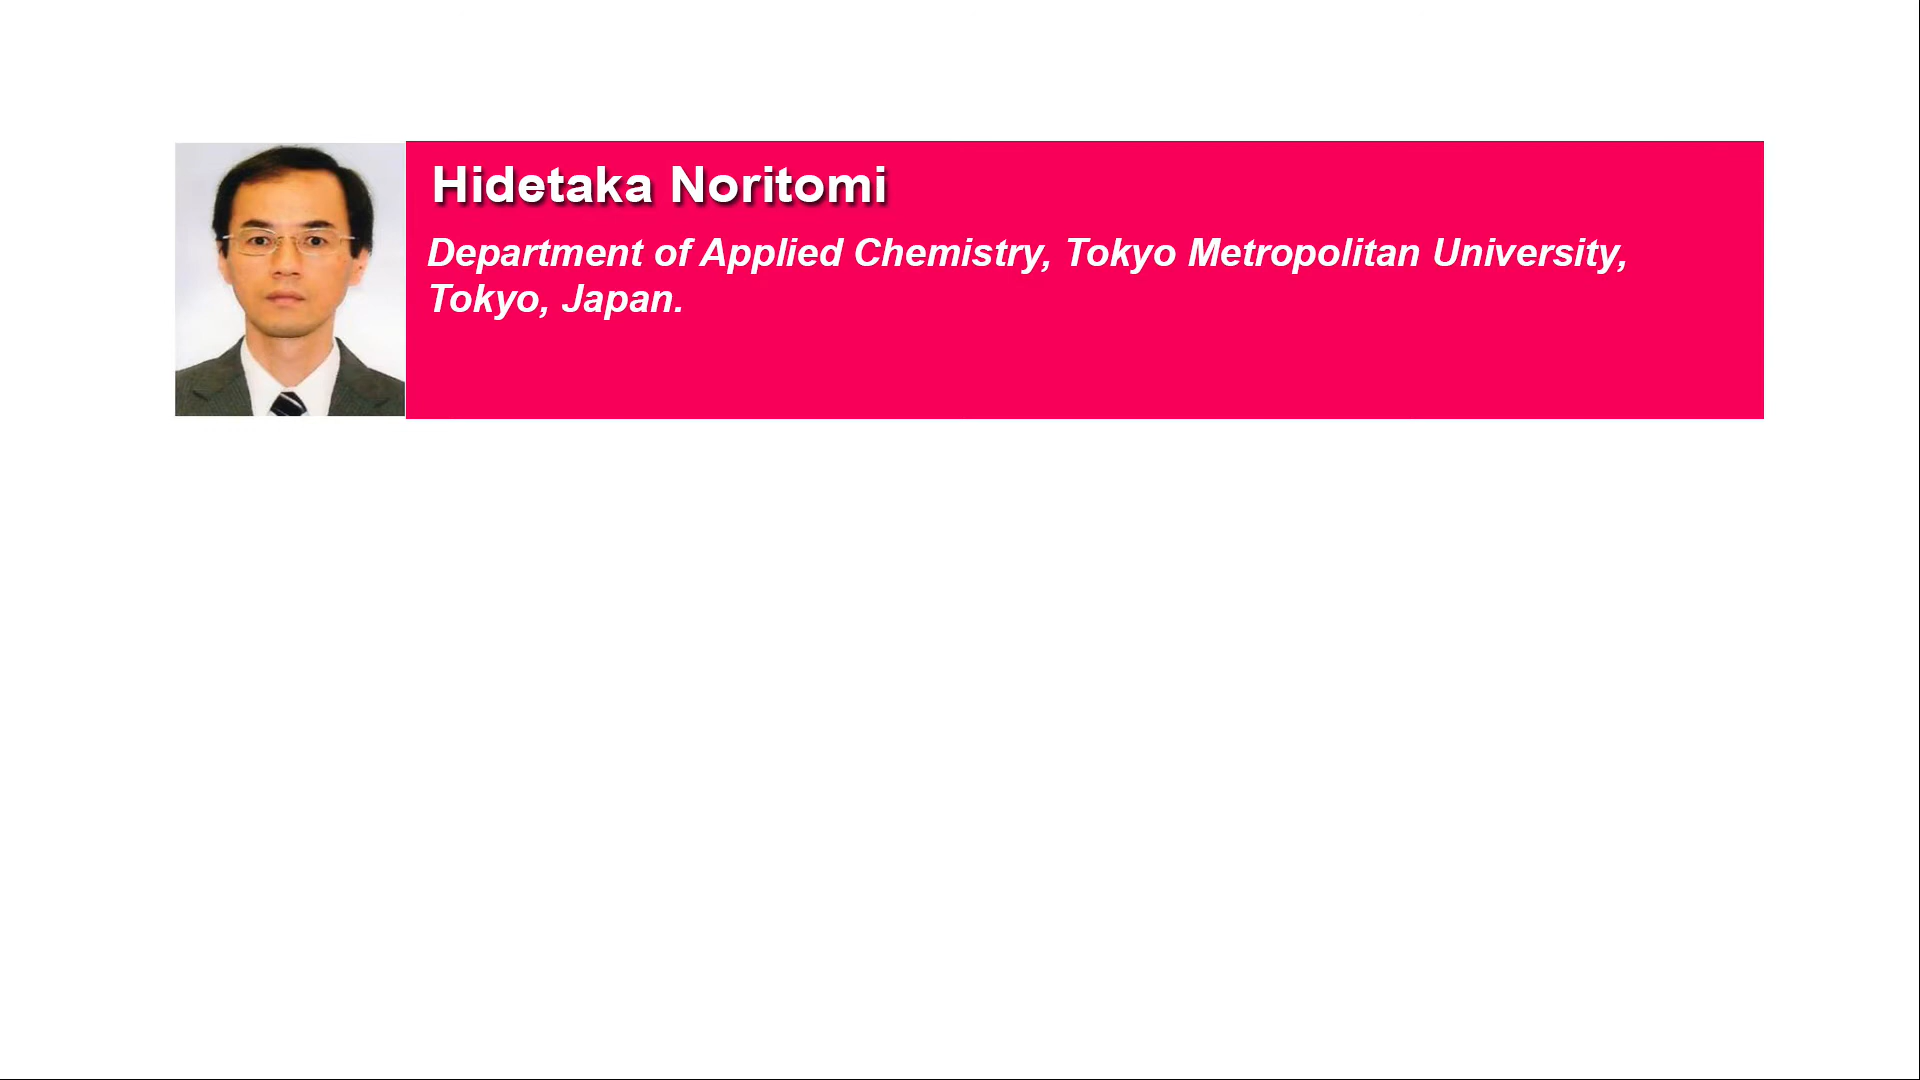 Hidetaka Noritomi
Department of Applied Chemistry, Tokyo Metropolitan University,
Tokyo, Japan.